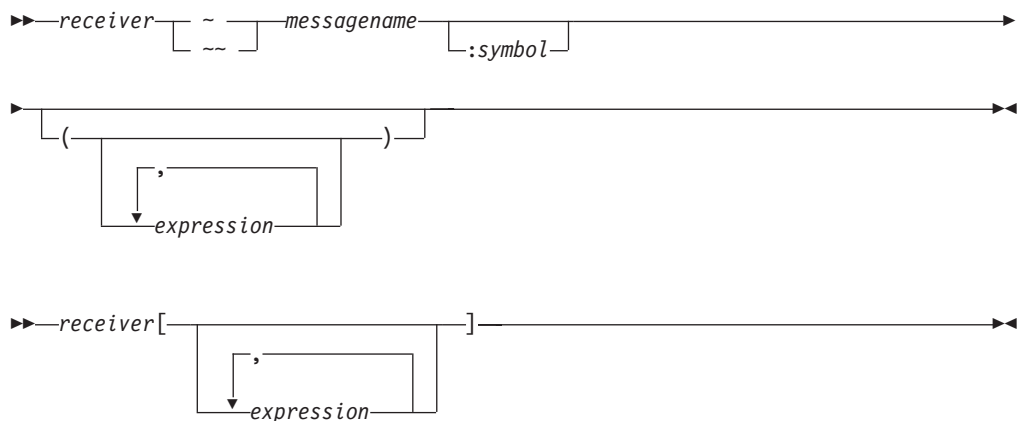 receiver ~ messagename
~~ :symbol
( )
,
expression
receiver[ ]
,
expression